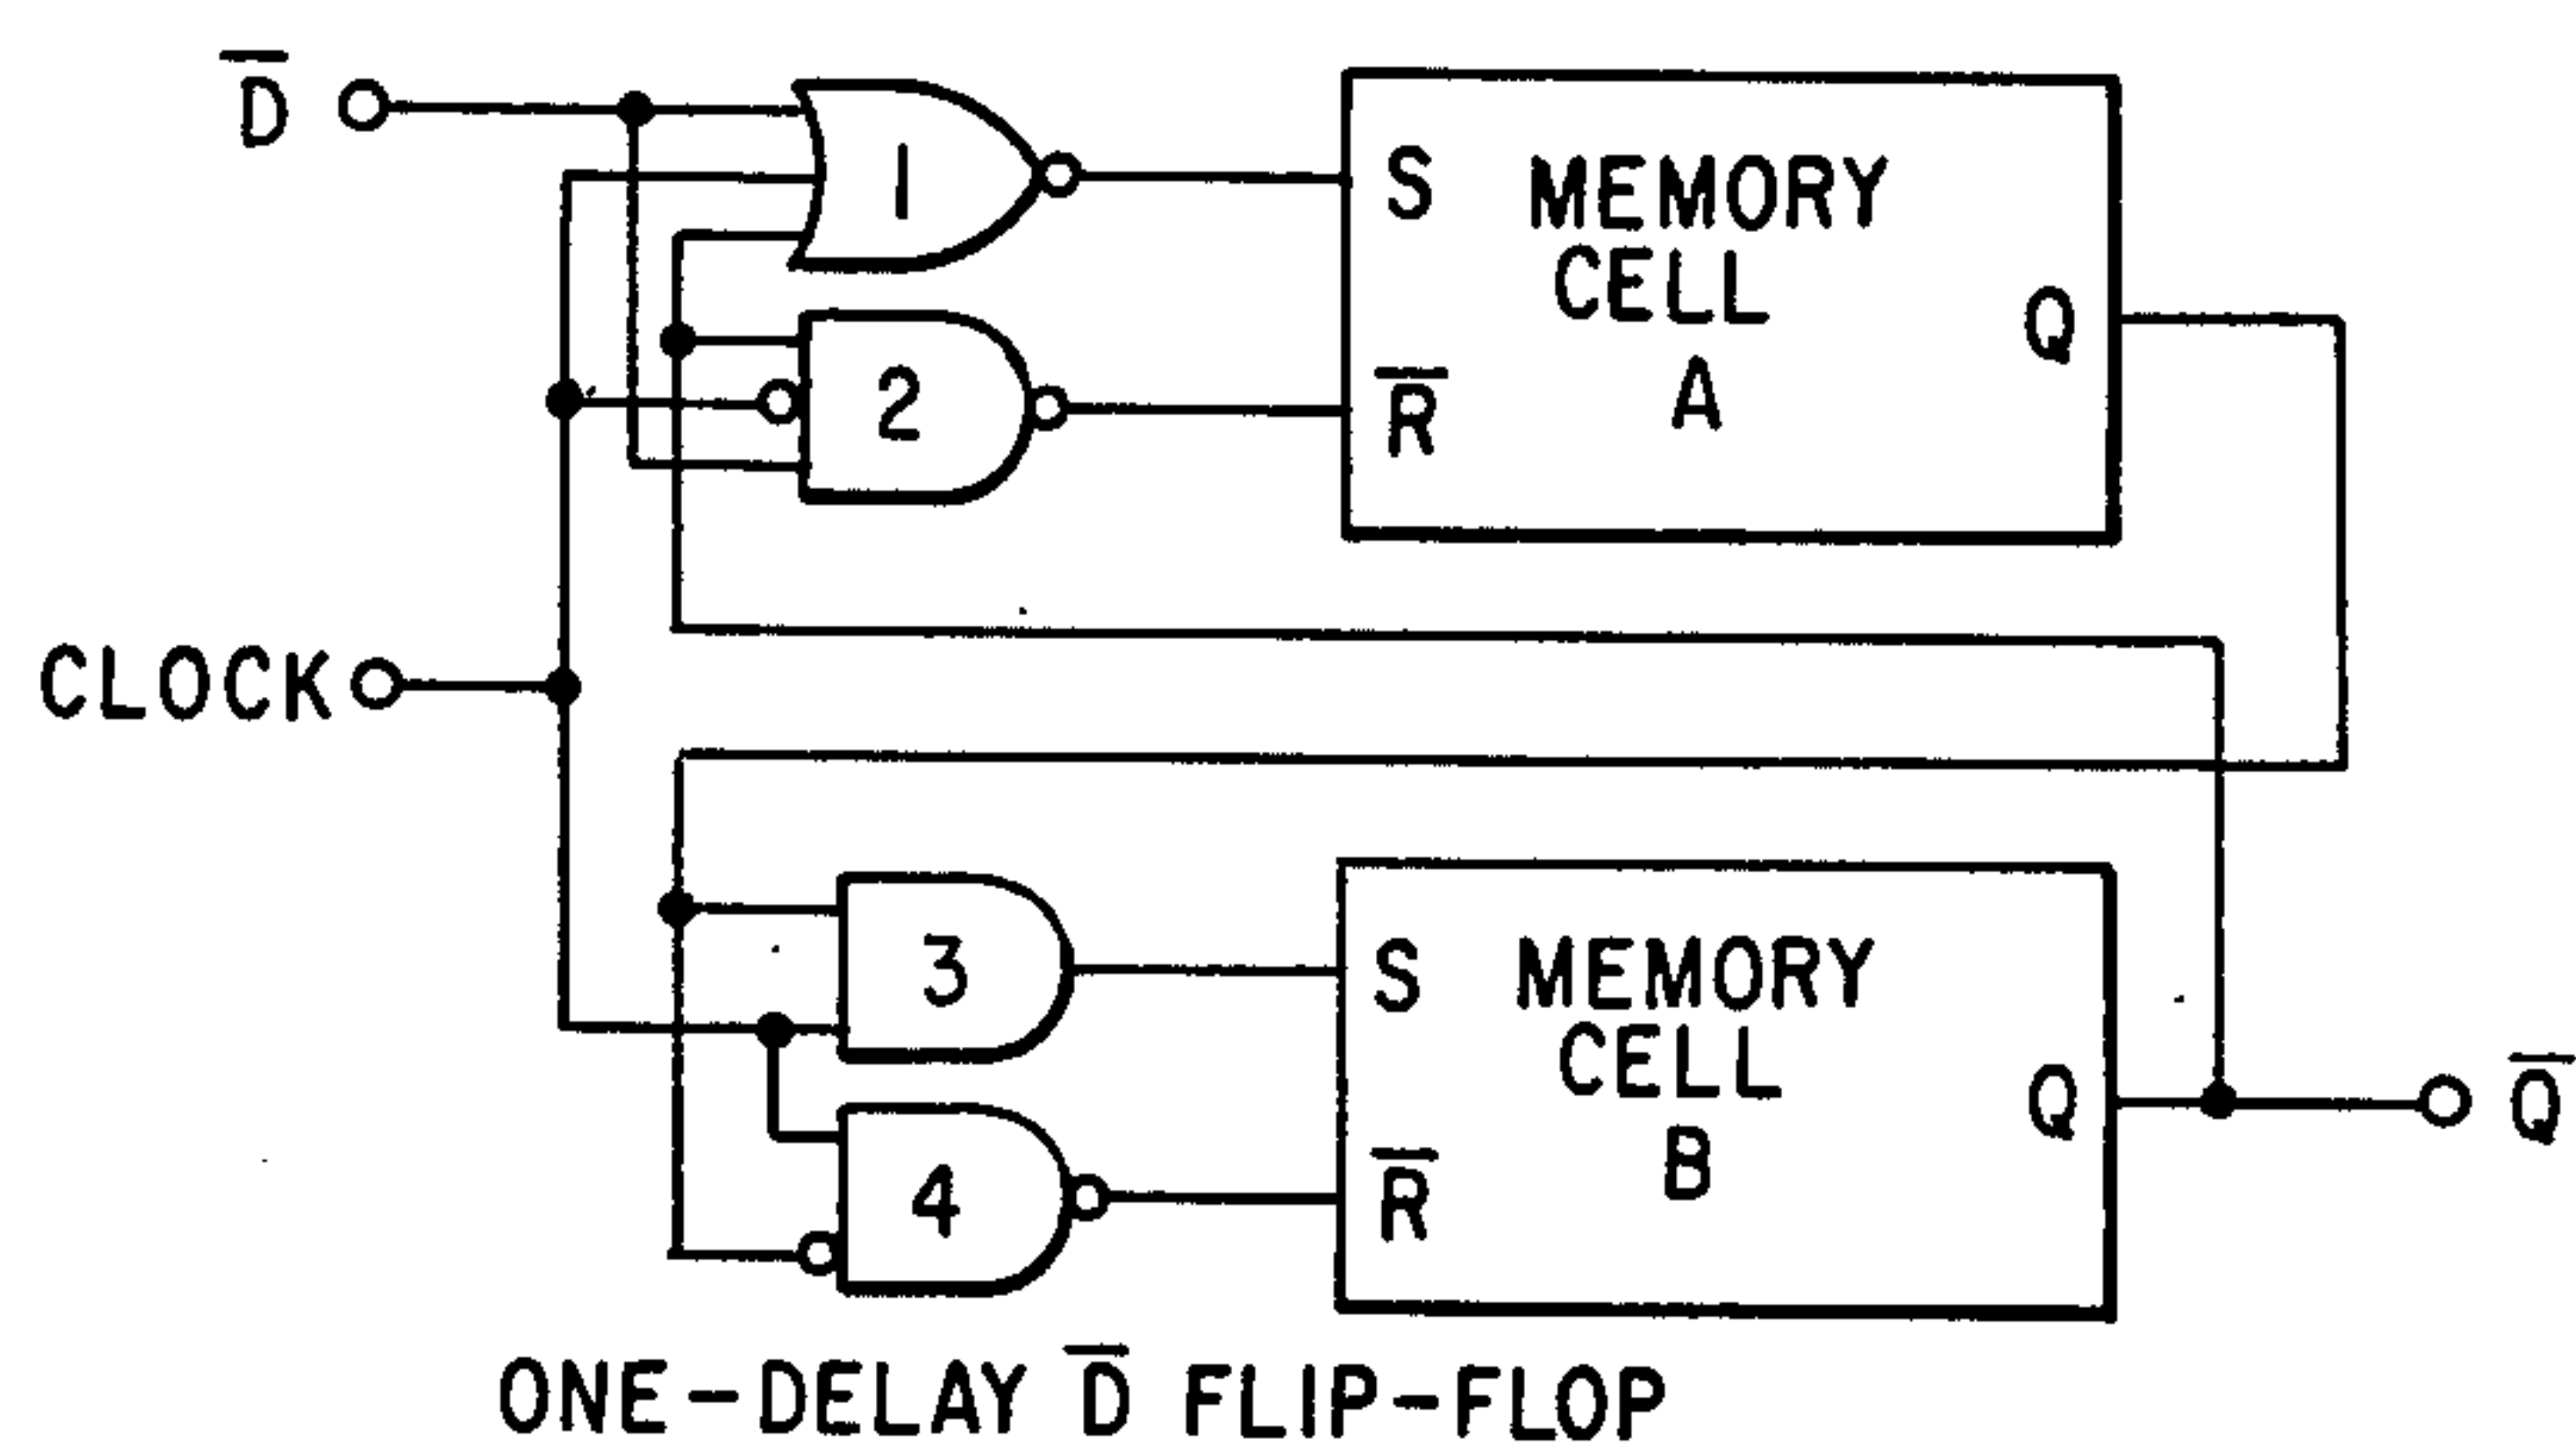 D̅
1
S MEMORY
CELL
Q
A
R̅
2
CLOCK
3
S MEMORY
CELL
Q
Q̅
B
R̅
4
ONE-DELAY D̅ FLIP-FLOP